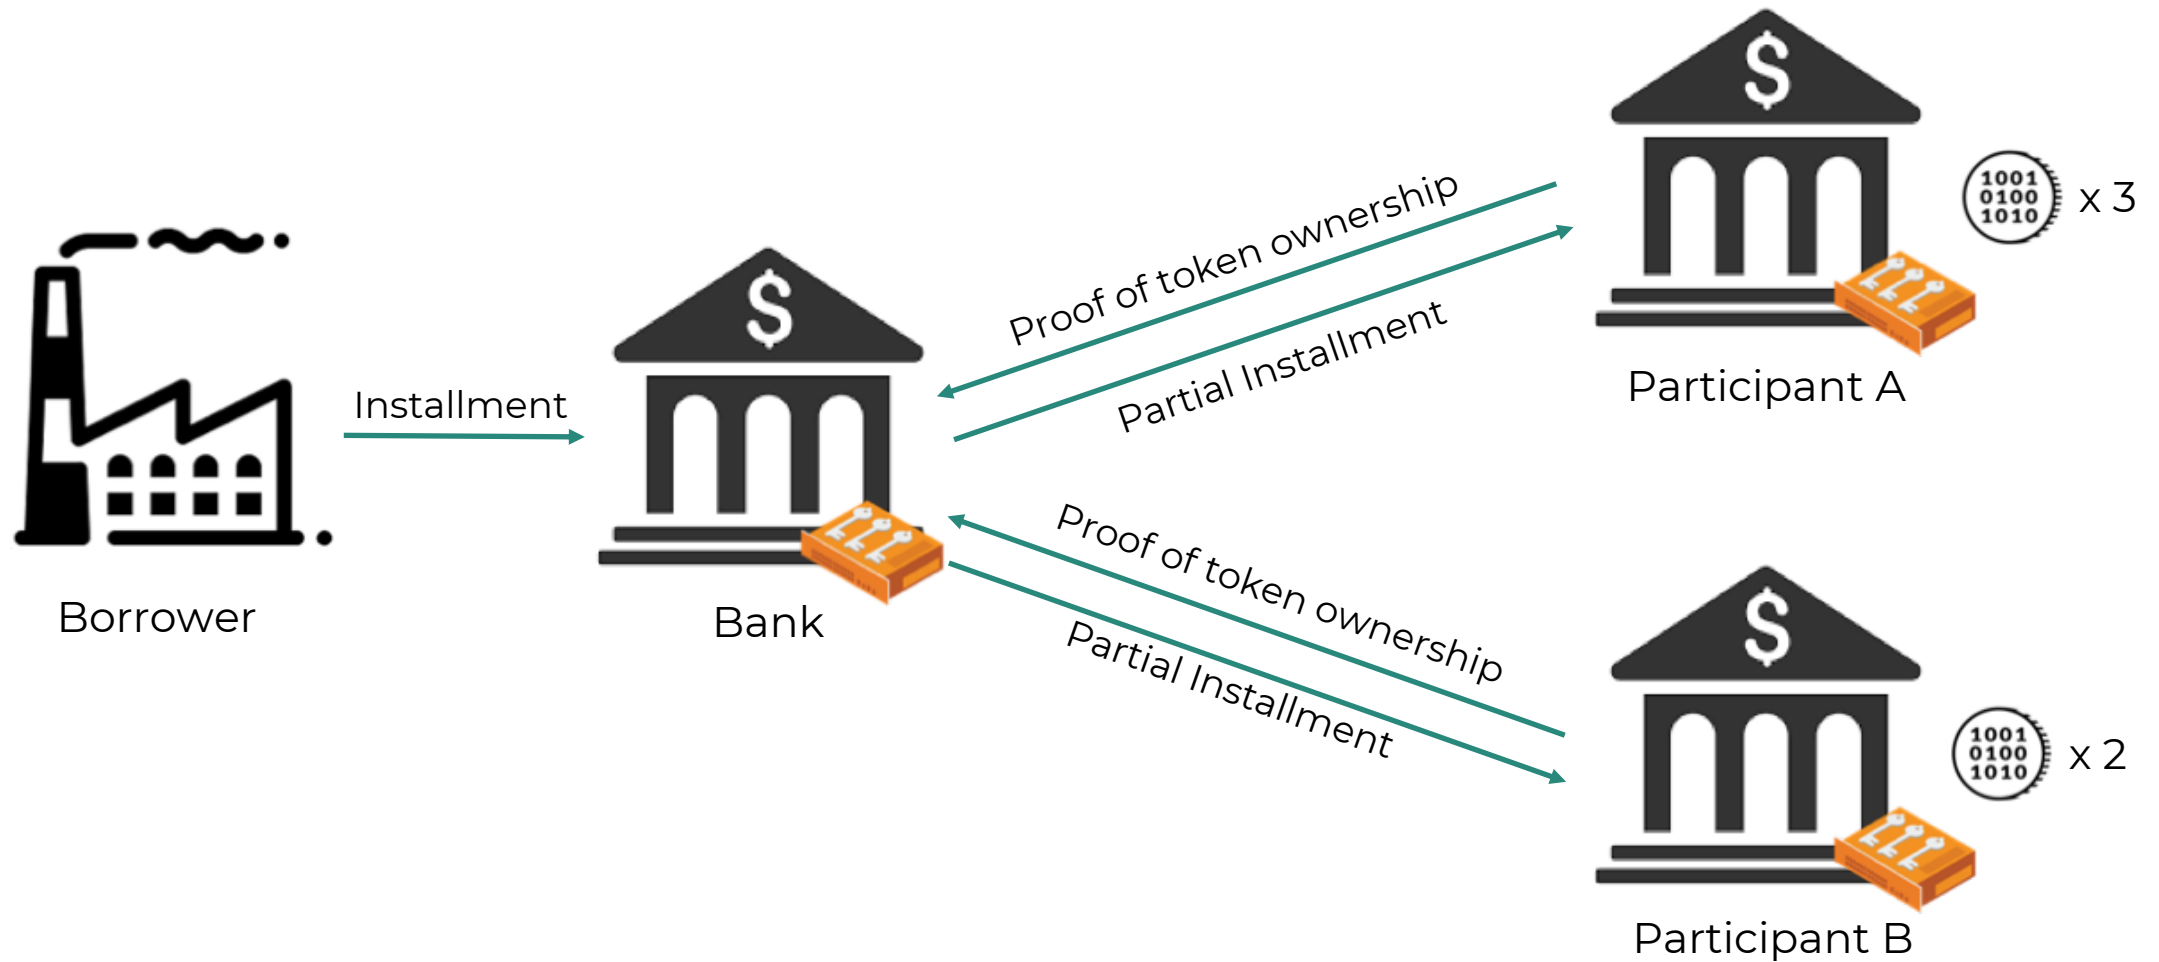 Borrower
Installment
$
Bank
Proof of token ownership
Partial Installment
Proof of token ownership
Partial Installment
$
1001
0100
1010
x 3
Participant A
$
1001
0100
1010
x 2
Participant B